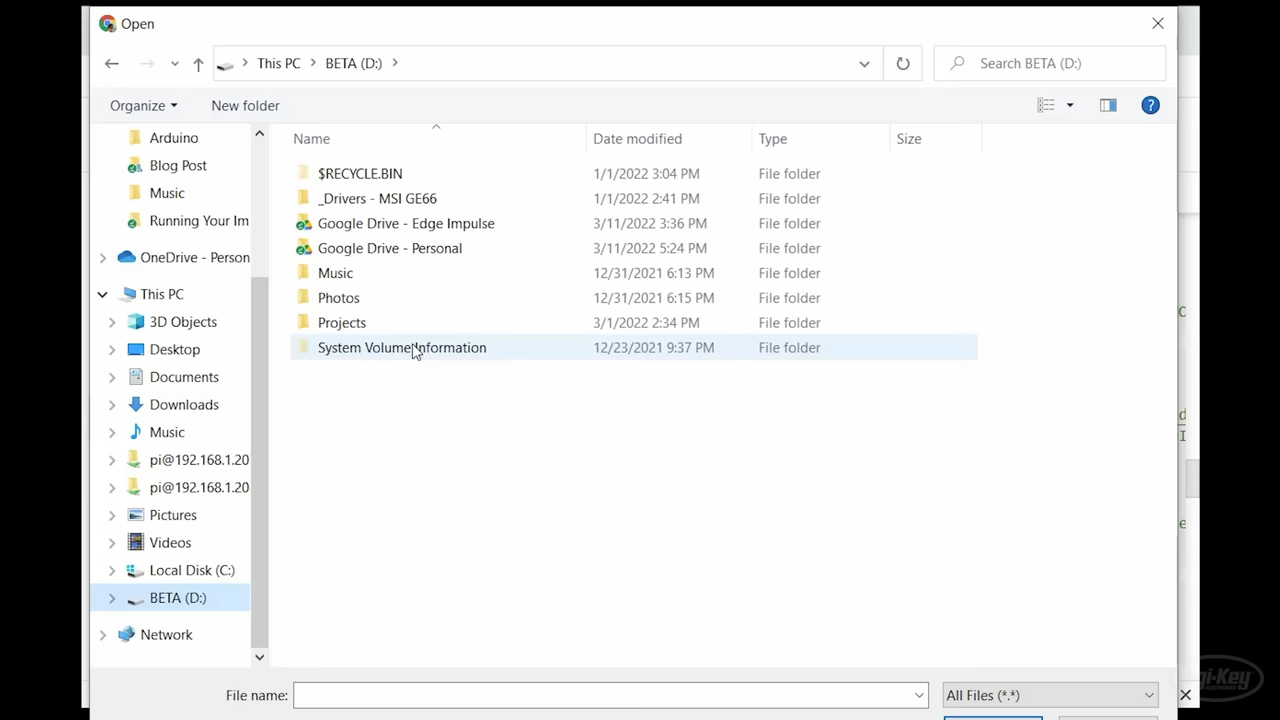 Open
This PC > BETA (D:) >
Search BETA (D:)
Organize
New folder
?
Name
Date modified
Type
Size
$RECYCLE.BIN 1/1/2022 3:04 PM File folder
_Drivers - MSI GE66 1/1/2022 2:41 PM File folder
Google Drive - Edge Impulse 3/11/2022 3:36 PM File folder
Google Drive - Personal 3/11/2022 5:24 PM File folder
Music 12/31/2021 6:13 PM File folder
Photos 12/31/2021 6:15 PM File folder
Projects 3/1/2022 2:34 PM File folder
System Volume Information 12/23/2021 9:37 PM File folder
Arduino
Blog Post
Music
Running Your Im
OneDrive - Person
This PC
3D Objects
Desktop
Documents
Downloads
Music
pi@192.168.1.20
pi@192.168.1.20
Pictures
Videos
Local Disk (C:)
BETA (D:)
Network
File name:
All Files (*.*)